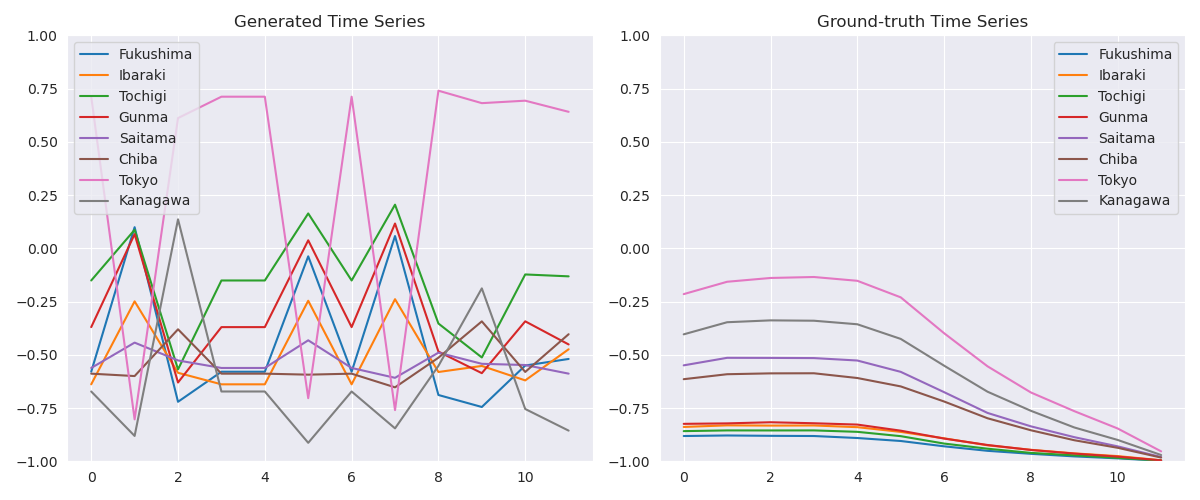 Generated Time Series
1.00
0.75
0.50
0.25
0.00
−0.25
−0.50
−0.75
−1.00
0
2
4
6
8
10
Fukushima
Ibaraki
Tochigi
Gunma
Saitama
Chiba
Tokyo
Kanagawa
Ground-truth Time Series
1.00
0.75
0.50
0.25
0.00
−0.25
−0.50
−0.75
−1.00
0
2
4
6
8
10
Fukushima
Ibaraki
Tochigi
Gunma
Saitama
Chiba
Tokyo
Kanagawa